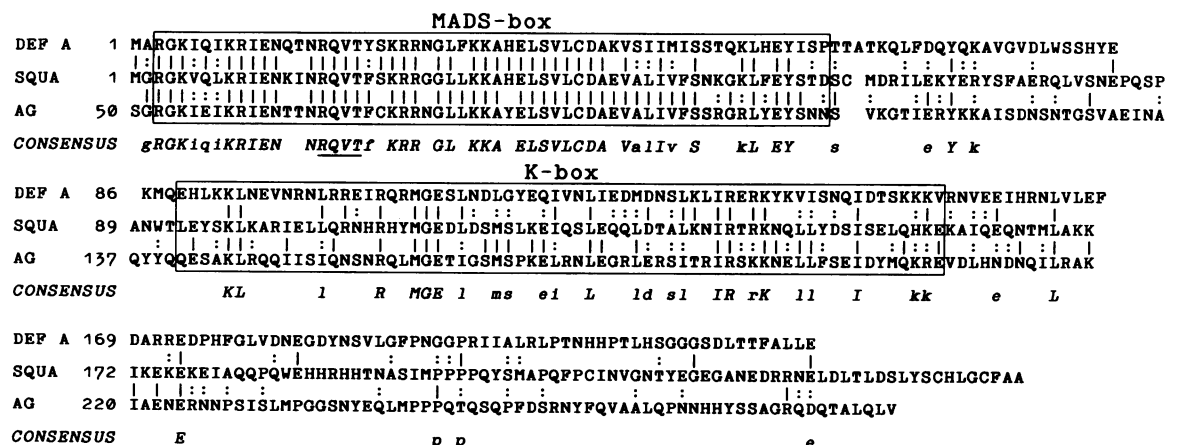 MADS-box
DEF A 1 MARGKIQIKRIENQTNRQVTYSKRRNGLFKKAHELSVLCDAKVSIIMISSTQKLHEYISPTTATKQLFDQYQKAVGVDLWSSHYE
SQUA 1 MGRGKVQLKRIENKINRQVTFSKRRGGLLKKAHELSVLCDAEVALIVFSNKGKLFEYSTDSC MDRILEKYERYSFAERQLVSNEPQSP
AG 50 SGRGKIEIKRIENTTNRQVTFCKRRNGLLKKAYELSVLCDAEVALIVFSSRGRLYEYSNNS VKGTIERYKKAISDNSNTGSVAEINA
CONSENSUS gRGKiqiKRIEN NRQVTf KRR GL KKA ELSVLCDA ValIv S kL EY s e Y k
K-box
DEF A 86 KMQEHLKKLNEVNRNLRREIRQRMGESLNDLGYEQIVNLIEDMDNSLKLIRERKYKVISNQIDTSKKKVRNVEEIHRNLVLEF
SQUA 89 ANWTLEYSKLKARIELLQRNHRHYMGEDLDSMSLKEIQSLEQQLDTALKNIRTRKNQLLYDSISELQHKEKAIQEQNTMLAKK
AG 137 QYYQQESAKLRQQIISIQNSNRQLMGETIGSMSPKELRNLEGRLERSITRIRSKKNELLFSEIDYMQKREVDLHNDNQILRAK
CONSENSUS KL l R MGE l ms ei L ld sl IR rK ll I kk e L
DEF A 169 DARREDPHFGLVDNEGDYNSVLGFPNGGPRIIALRLPTNHHPTLHSGGGSDLTTFALLE
SQUA 172 IKEKEKEIAQQPQWEHHRHHTNASIMPPPPQYSMAPQFPCINVGNTYEGEGANEDRRNELDLTLDSLYSCHLGCFAA
AG 220 IAENERNNPSISLMPGGSNYEQLMPPPQTQSQPFDSRNYFQVAALQPNNHHYSSAGRQDQTALQLV
CONSENSUS E p p e